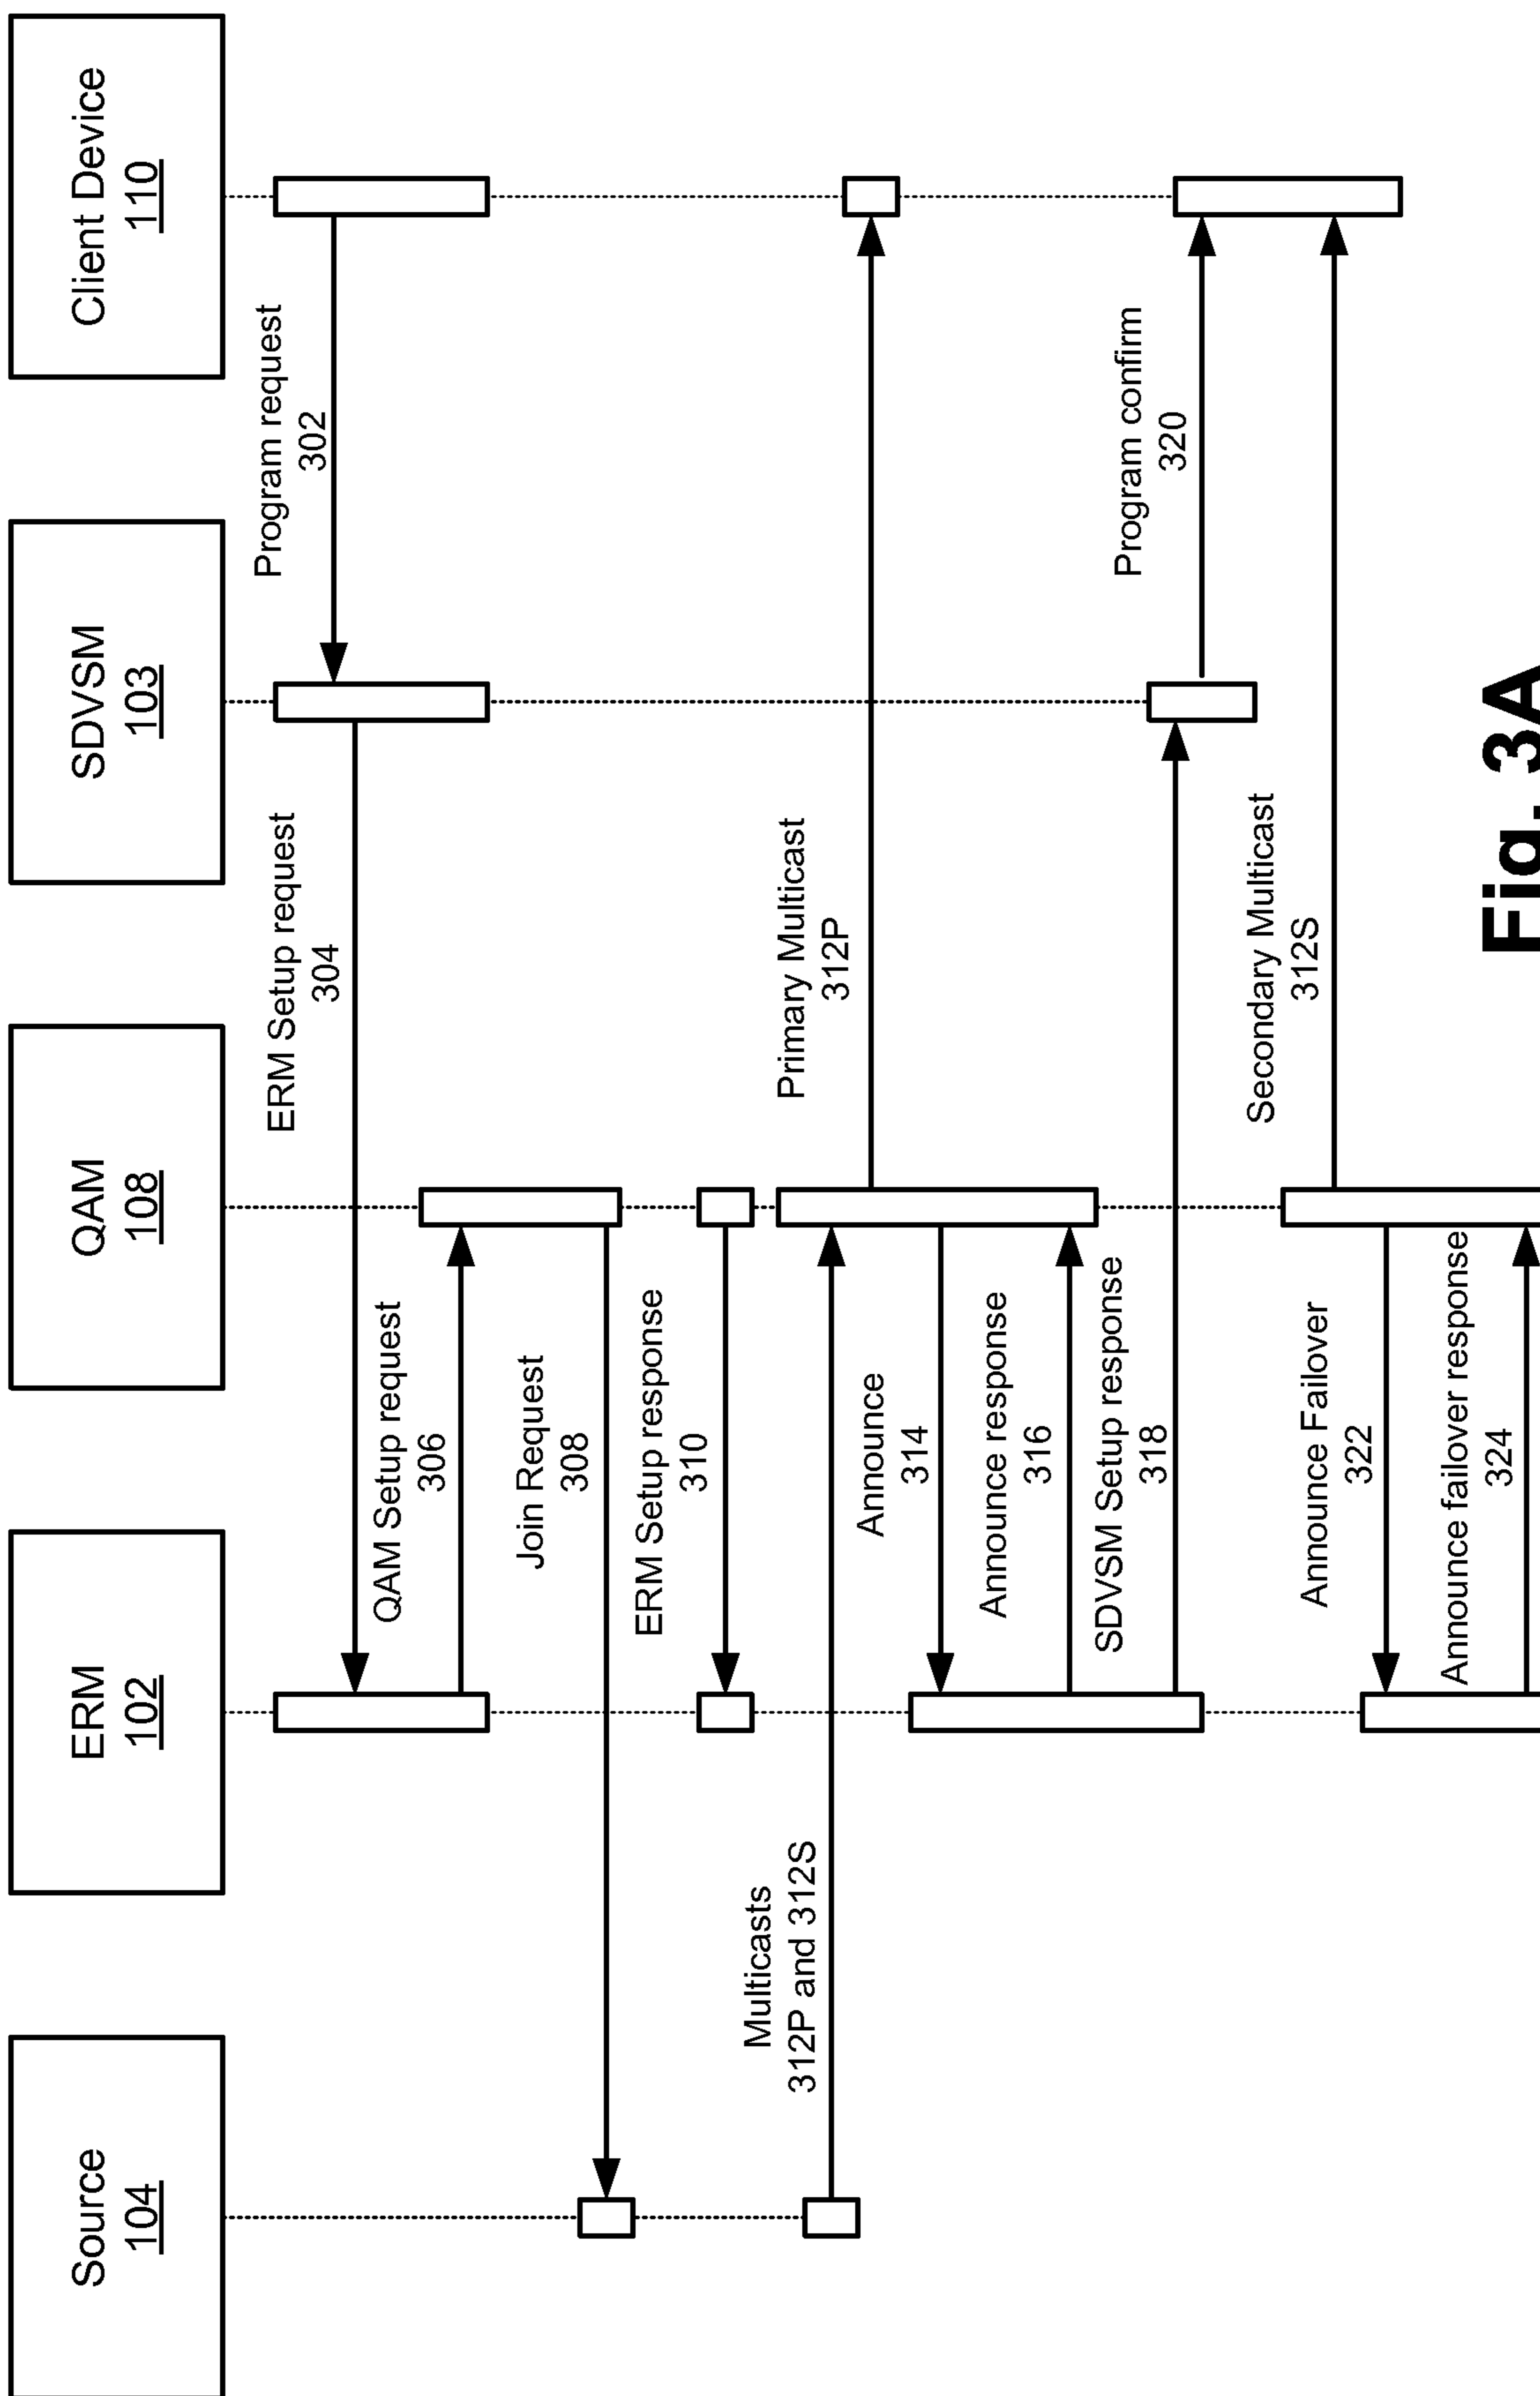 Source
104
ERM
102
QAM
108
SDVSM
103
Client Device
110
Program request
302
ERM Setup request
304
QAM Setup request
306
Join Request
308
ERM Setup response
310
Multicasts
312P and 312S
Primary Multicast
312P
Announce
314
Announce response
316
SDVSM Setup response
318
Program confirm
320
Secondary Multicast
312S
Announce Failover
322
Announce failover response
324
Fig. 3A